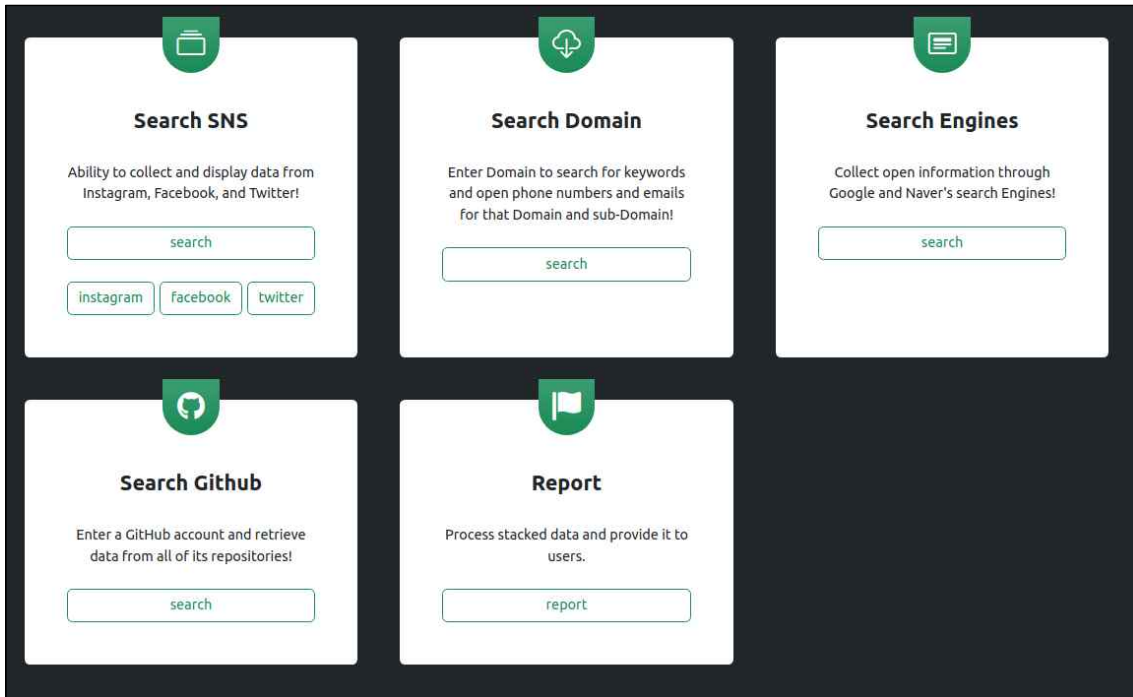 Search SNS
Ability to collect and display data from
Instagram, Facebook, and Twitter!
search
instagram facebook twitter
Search Domain
Enter Domain to search for keywords
and open phone numbers and emails
for that Domain and sub-Domain!
search
Search Engines
Collect open information through
Google and Naver's search Engines!
search
Search Github
Enter a GitHub account and retrieve
data from all of its repositories!
search
Report
Process stacked data and provide it to
users.
report